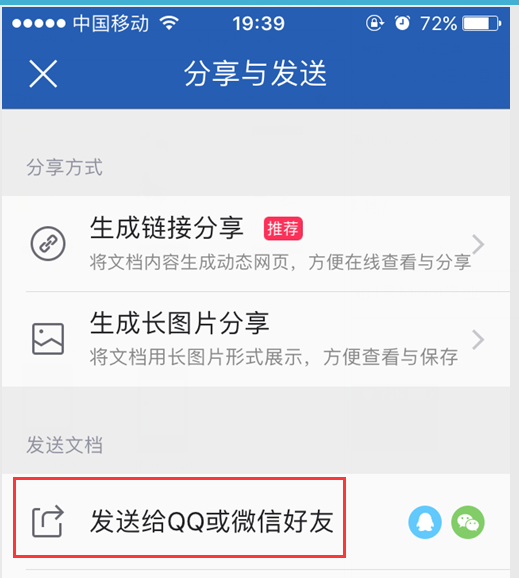 中国移动 19:39 72%
分享与发送
分享方式
生成链接分享 推荐
将文档内容生成动态网页，方便在线查看与分享
生成长图片分享
将文档用长图片形式展示，方便查看与保存
发送文档
发送给QQ或微信好友